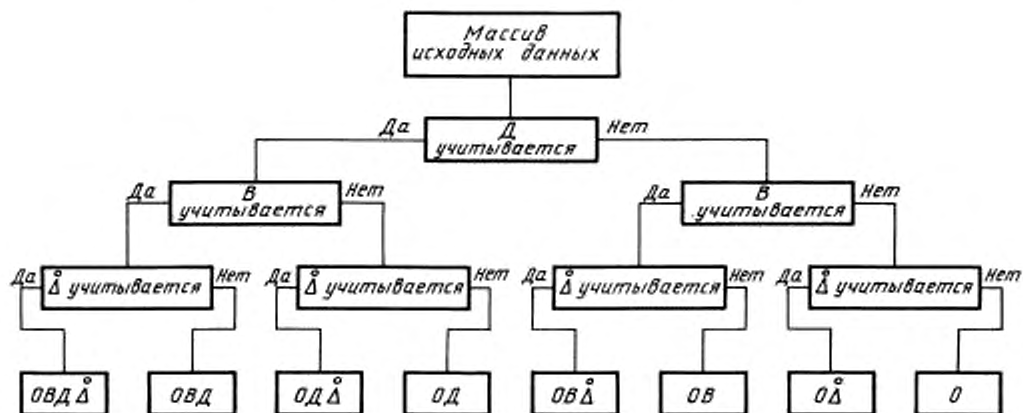 Массив
исходных данных
Да
Д
учитывается
Нет
Да
В
учитывается
Нет
Да
В
учитывается
Нет
Да
Δ̊ учитывается
Нет
Да
Δ̊ учитывается
Нет
Да
Δ̊ учитывается
Нет
Да
Δ̊ учитывается
Нет
ОВДΔ̊
ОВД
ОДΔ̊
ОД
ОВΔ̊
ОВ
ОΔ̊
О